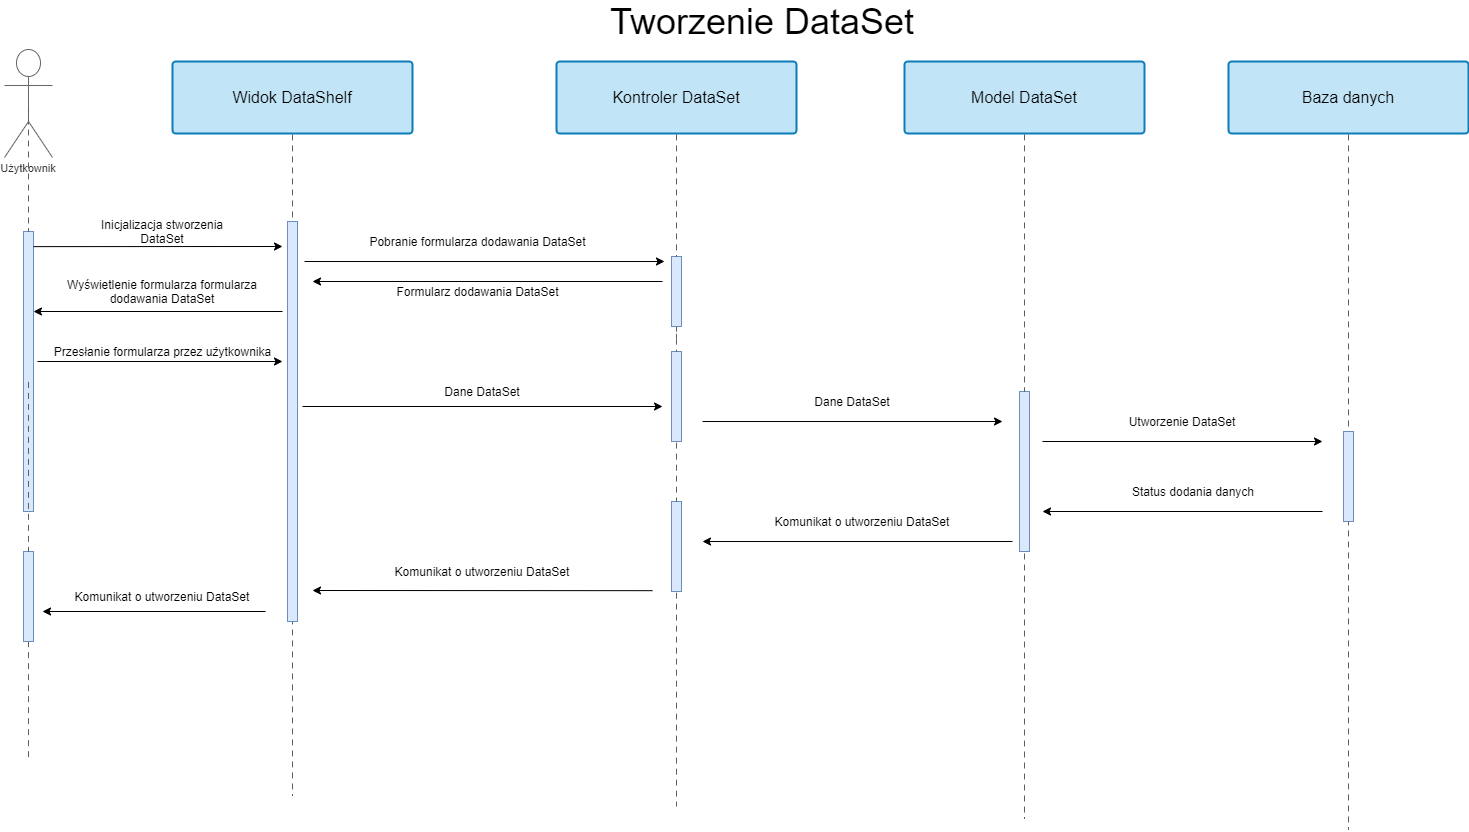 Tworzenie DataSet
Widok DataShelf
Kontroler DataSet
Model DataSet
Baza danych
Użytkownik
Inicjalizacja stworzenia
DataSet
Pobranie formularza dodawania DataSet
Wyświetlenie formularza formularza
dodawania DataSet
Formularz dodawania DataSet
Przesłanie formularza przez użytkownika
Dane DataSet
Dane DataSet
Utworzenie DataSet
Status dodania danych
Komunikat o utworzeniu DataSet
Komunikat o utworzeniu DataSet
Komunikat o utworzeniu DataSet